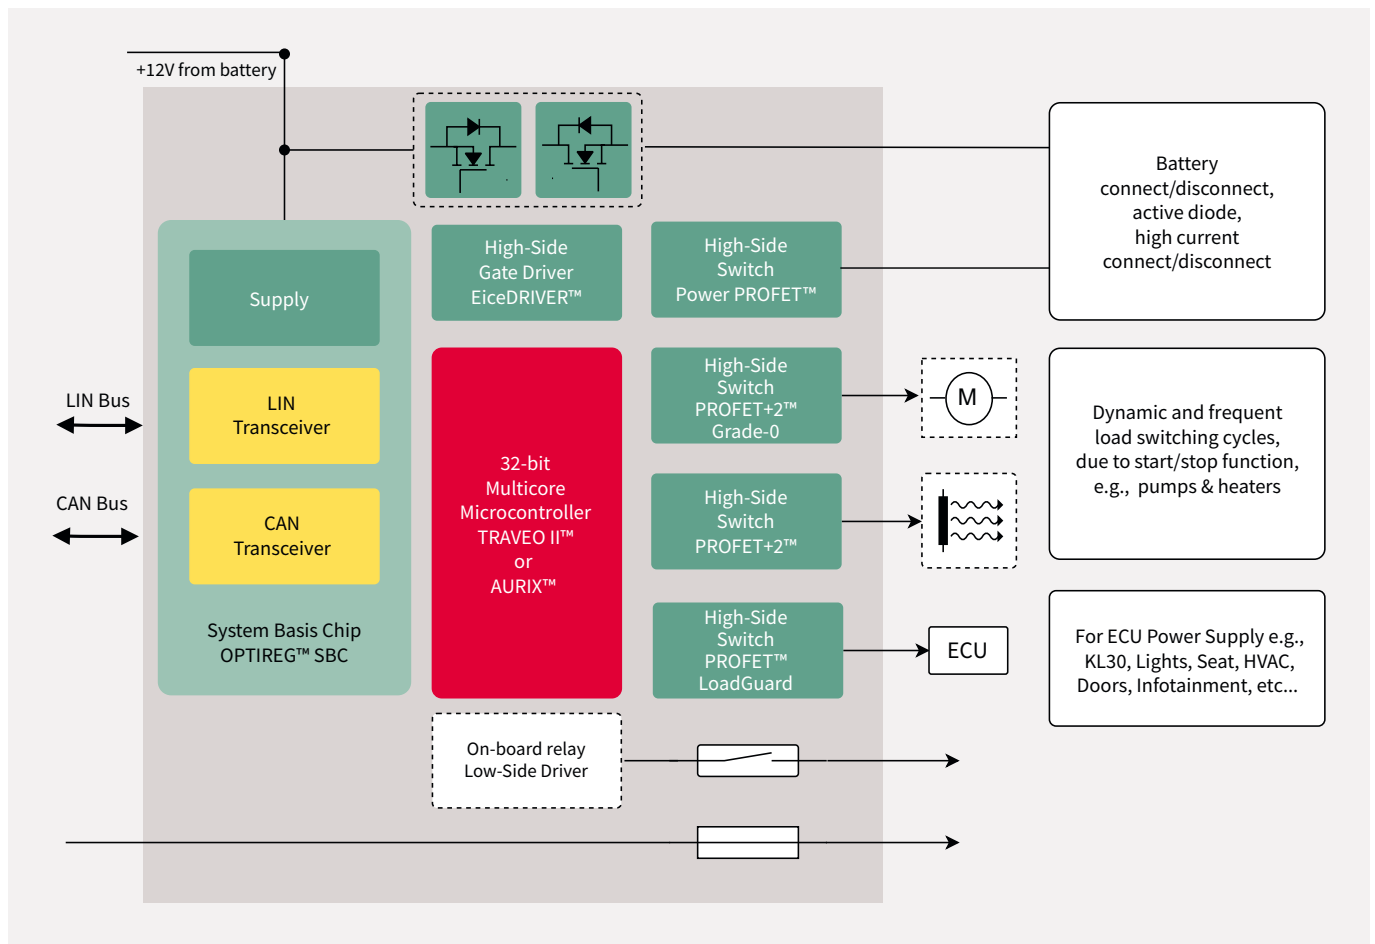 +12V from battery
Battery
connect/disconnect,
active diode,
high current
connect/disconnect
High-Side
Gate Driver
EiceDRIVER™
High-Side
Switch
Power PROFET™
Supply
LIN Bus
LIN
Transceiver
CAN Bus
CAN
Transceiver
System Basis Chip
OPTIREG™ SBC
32-bit
Multicore
Microcontroller
TRAVEO II™
or
AURIX™
High-Side
Switch
PROFET+2™
Grade-0
M
Dynamic and frequent
load switching cycles,
due to start/stop function,
e.g., pumps & heaters
High-Side
Switch
PROFET+2™
High-Side
Switch
PROFET™
LoadGuard
ECU
For ECU Power Supply e.g.,
KL30, Lights, Seat, HVAC,
Doors, Infotainment, etc...
On-board relay
Low-Side Driver